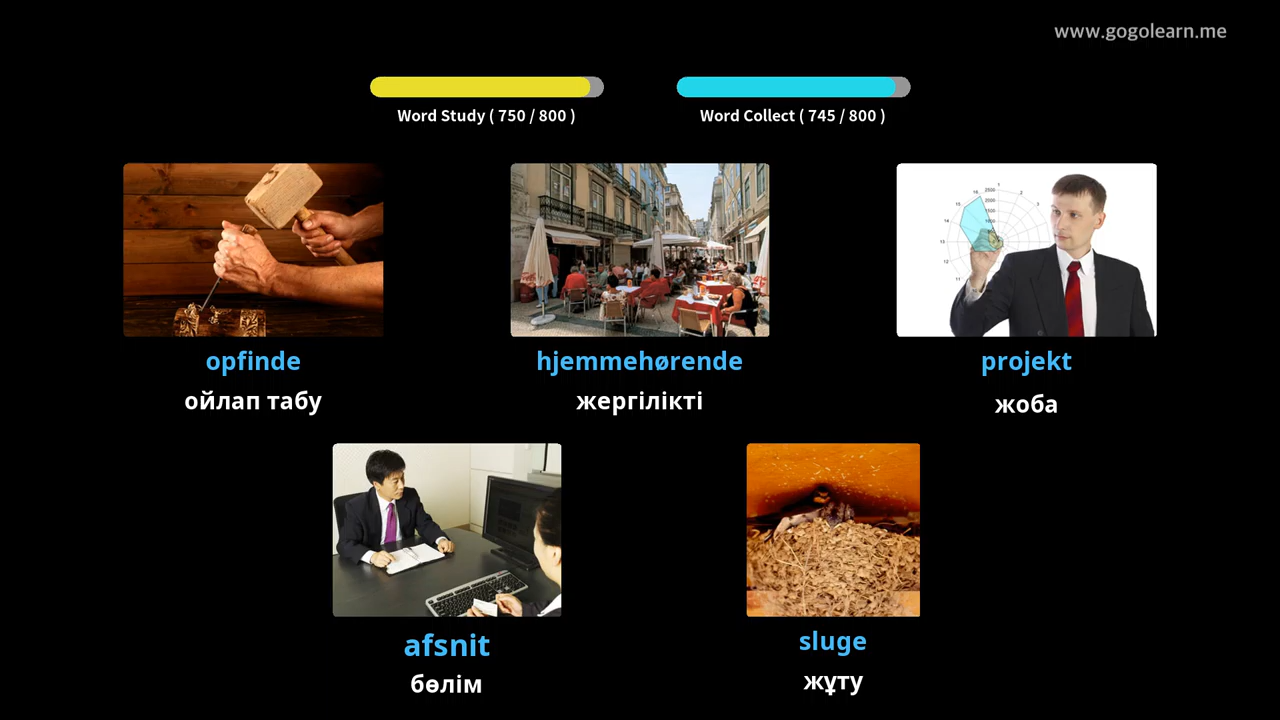 www.gogolearn.me
Word Study ( 750 / 800 )
Word Collect ( 745 / 800 )
opfinde
ойлап табу
hjemmehørende
жергілікті
projekt
жоба
afsnit
бөлім
sluge
жұту